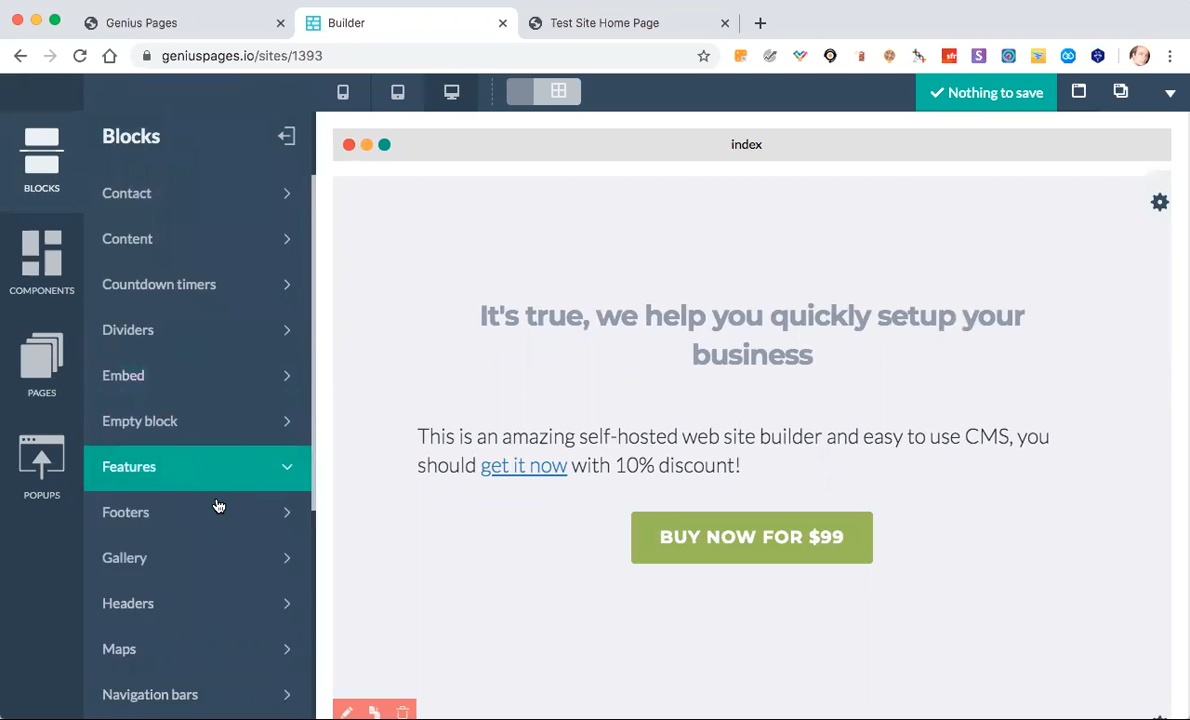 Genius Pages
Builder
Test Site Home Page
geniuspages.io/sites/1393
Nothing to save
BLOCKS
COMPONENTS
PAGES
POPUPS
Blocks
Contact
Content
Countdown timers
Dividers
Embed
Empty block
Features
Footers
Gallery
Headers
Maps
Navigation bars
index
It's true, we help you quickly setup your
business
This is an amazing self-hosted web site builder and easy to use CMS, you
should get it now with 10% discount!
BUY NOW FOR $99